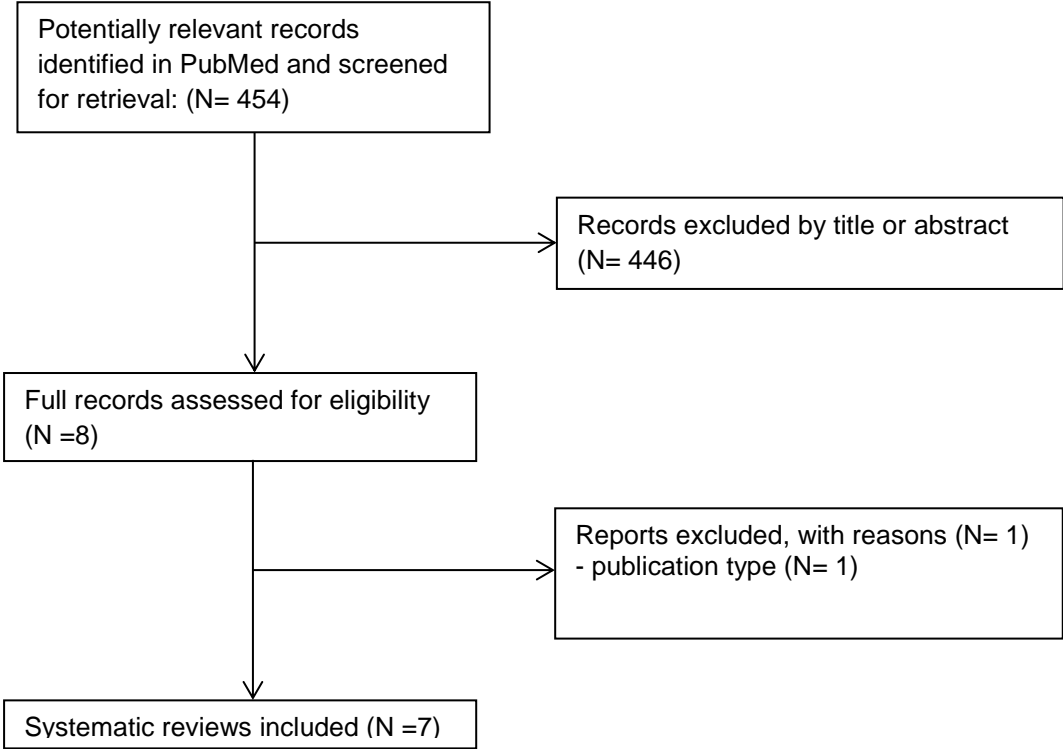 Potentially relevant records
identified in PubMed and screened
for retrieval: (N= 454)
Records excluded by title or abstract
(N= 446)
Full records assessed for eligibility
(N =8)
Reports excluded, with reasons (N= 1)
- publication type (N= 1)
Systematic reviews included (N =7)